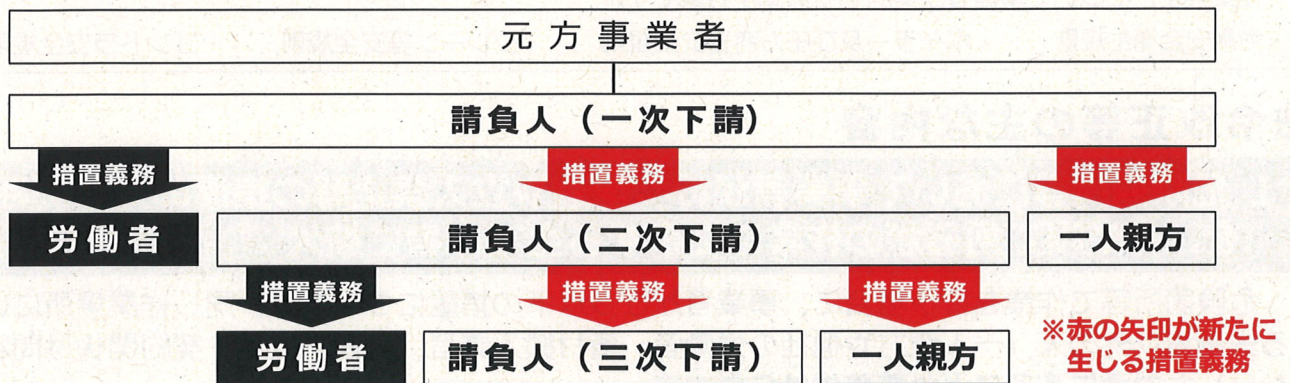 元方事業者
請負人（一次下請）
措置義務 措置義務 措置義務
労働者 請負人（二次下請） 一人親方
措置義務 措置義務 措置義務
労働者 請負人（三次下請） 一人親方
※赤の矢印が新たに
生じる措置義務